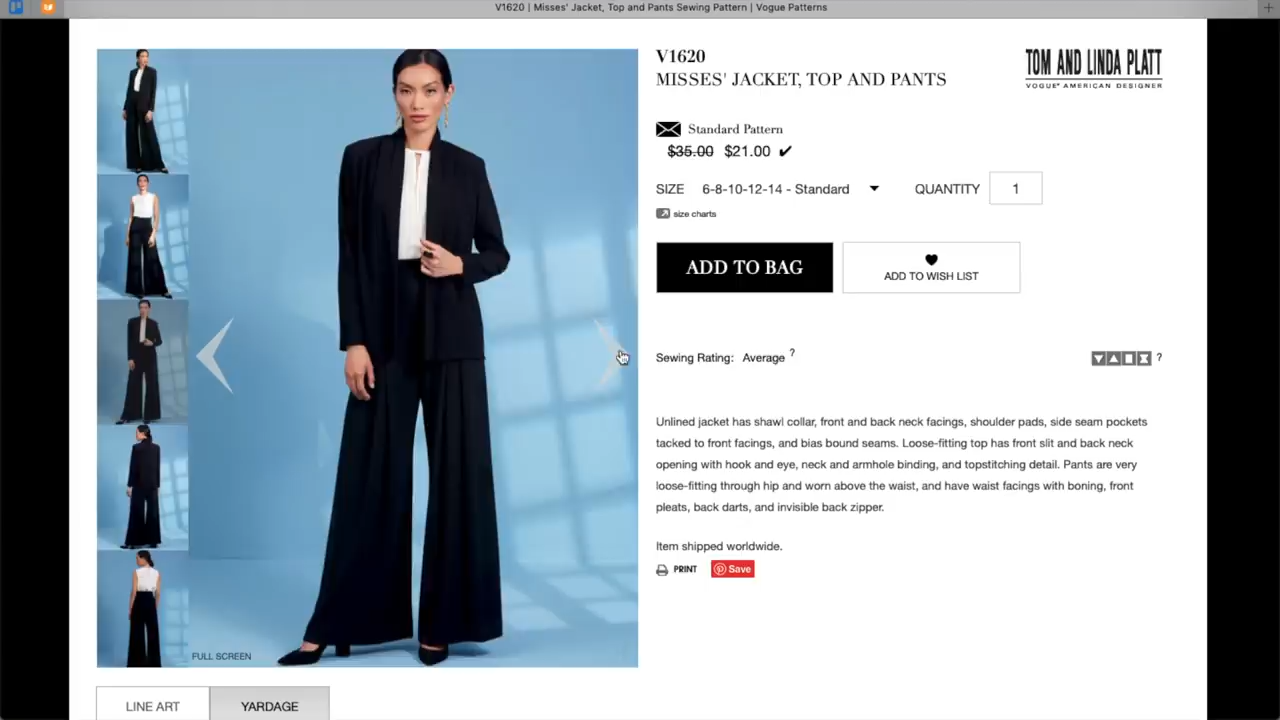 V1620 | Misses' Jacket, Top and Pants Sewing Pattern | Vogue Patterns
V1620
MISSES' JACKET, TOP AND PANTS
TOM AND LINDA PLATT
VOGUE® AMERICAN DESIGNER
Standard Pattern
$35.00 $21.00 ✔
SIZE 6-8-10-12-14 - Standard QUANTITY 1
size charts
ADD TO BAG
ADD TO WISH LIST
Sewing Rating: Average ? ?
Unlined jacket has shawl collar, front and back neck facings, shoulder pads, side seam pockets
tacked to front facings, and bias bound seams. Loose-fitting top has front slit and back neck
opening with hook and eye, neck and armhole binding, and topstitching detail. Pants are very
loose-fitting through hip and worn above the waist, and have waist facings with boning, front
pleats, back darts, and invisible back zipper.
Item shipped worldwide.
PRINT Save
FULL SCREEN
LINE ART YARDAGE